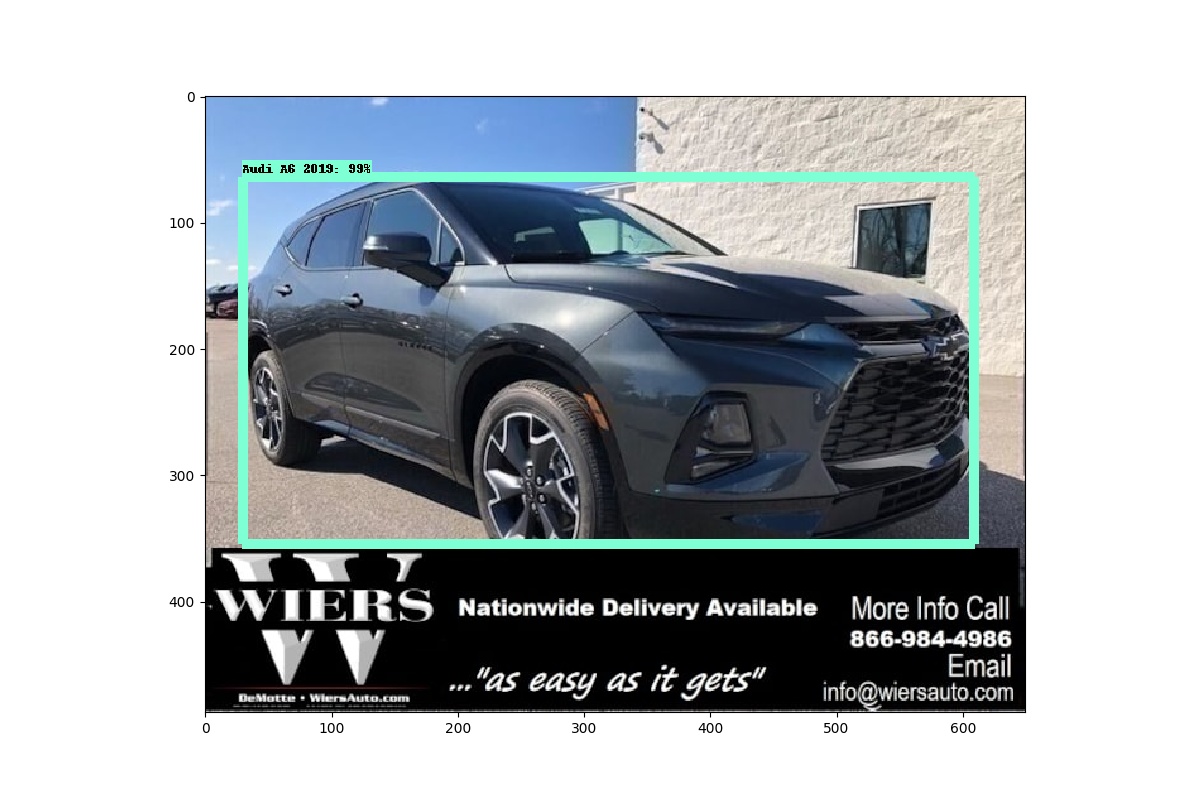 0
100
200
300
400
Audi A6 2019: 99%
WIERS
DeMotte • WiersAuto.com
Nationwide Delivery Available
..."as easy as it gets"
More Info Call
866-984-4986
Email
info@wiersauto.com
0 100 200 300 400 500 600